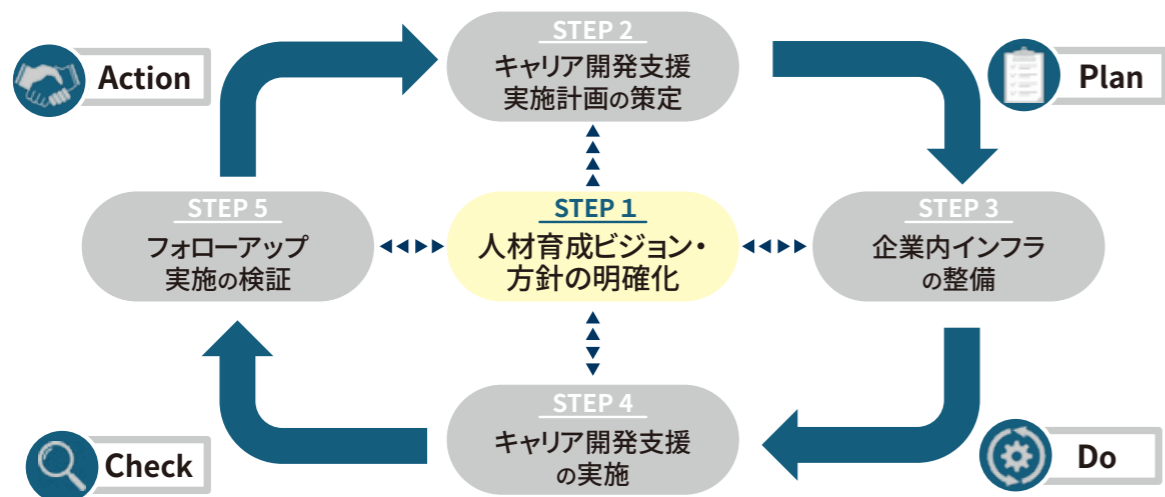 STEP 2
キャリア開発支援
実施計画の策定
Action
Plan
STEP 5
フォローアップ
実施の検証
STEP 1
人材育成ビジョン・
方針の明確化
STEP 3
企業内インフラ
の整備
STEP 4
キャリア開発支援
の実施
Check
Do